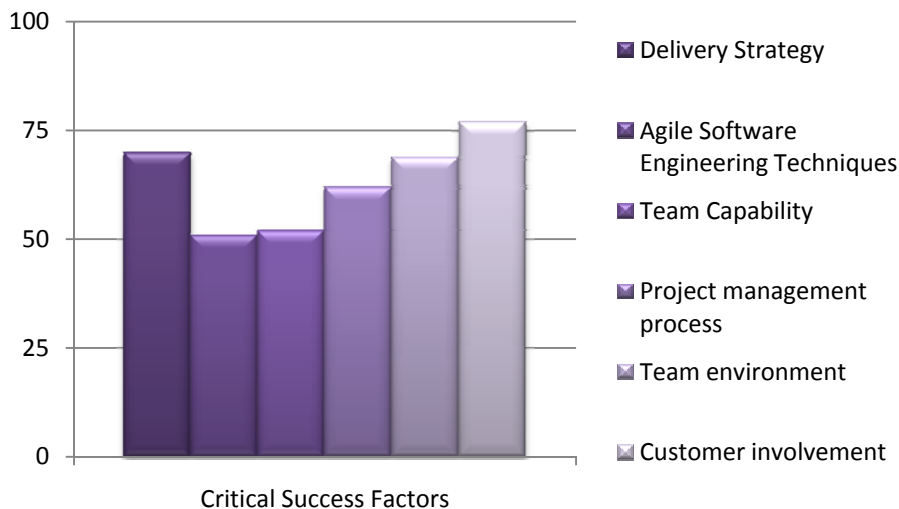 100
75
50
25
0
Critical Success Factors
Delivery Strategy
Agile Software
Engineering Techniques
Team Capability
Project management
process
Team environment
Customer involvement